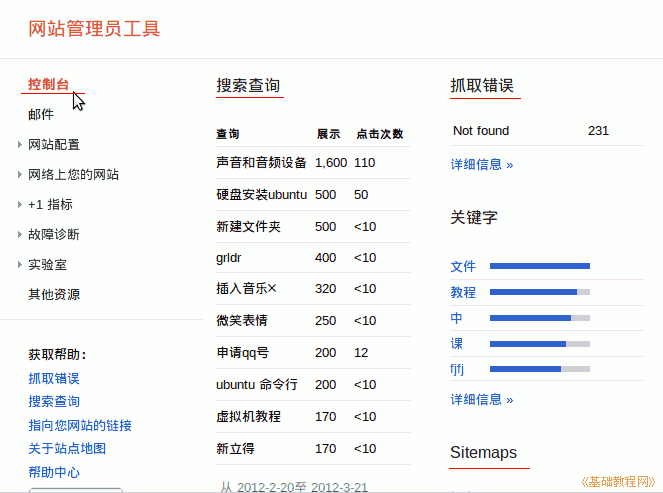 网站管理员工具
控制台
邮件
网站配置
网络上您的网站
+1 指标
故障诊断
实验室
其他资源
获取帮助:
抓取错误
搜索查询
指向您网站的链接
关于站点地图
帮助中心
搜索查询
查询 展示 点击次数
声音和音频设备 1,600 110
硬盘安装ubuntu 500 50
新建文件夹 500 <10
grldr 400 <10
插入音乐× 320 <10
微笑表情 250 <10
申请qq号 200 12
ubuntu 命令行 200 <10
虚拟机教程 170 <10
新立得 170 <10
从 2012-2-20至 2012-3-21
抓取错误
Not found 231
详细信息 »
关键字
文件
教程
中
课
fjfj
详细信息 »
Sitemaps
《基础教程网》